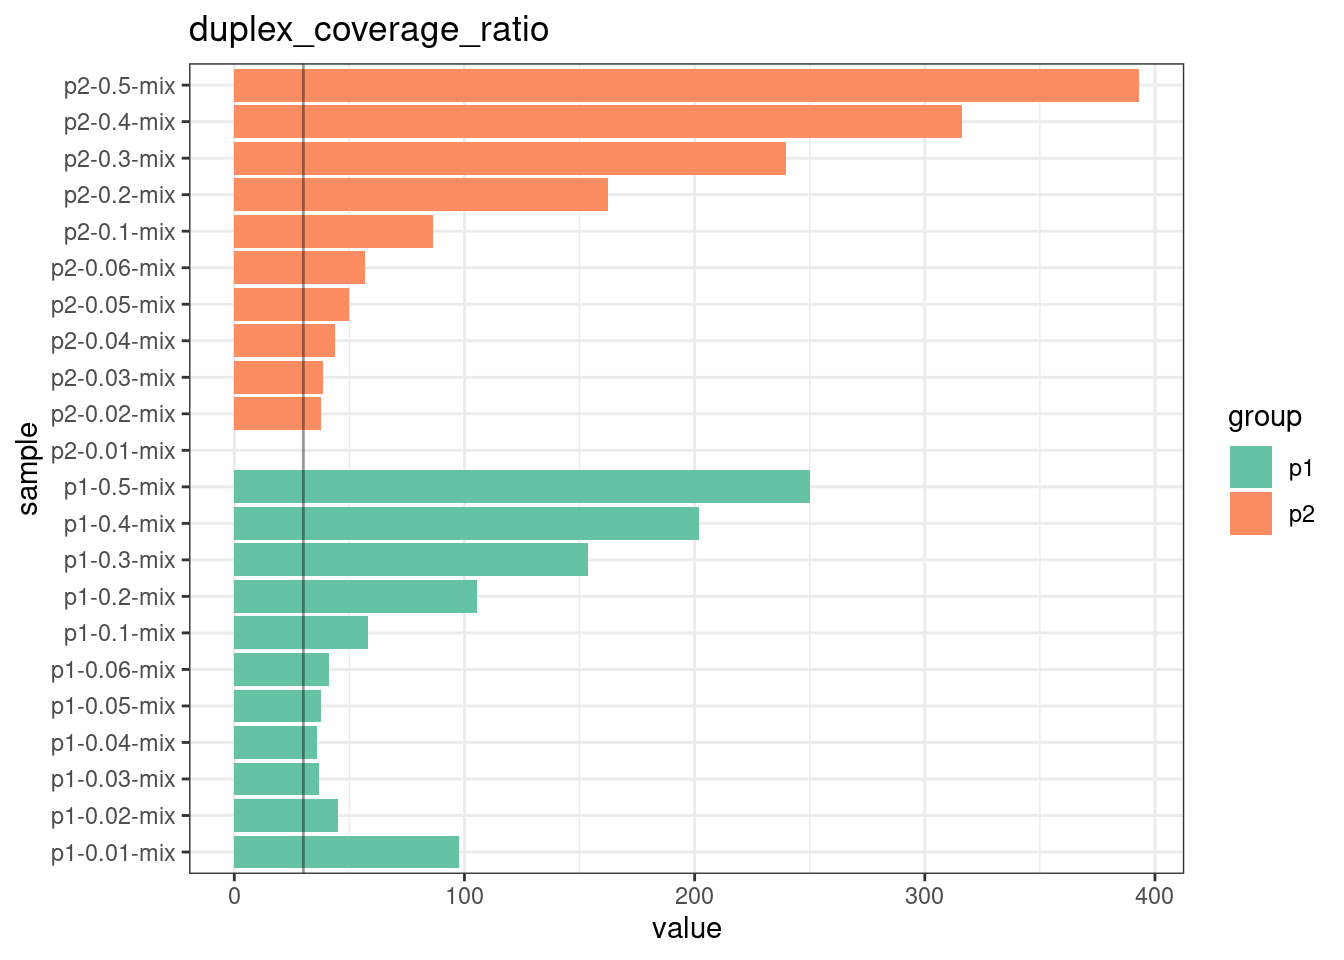 duplex_coverage_ratio
sample
p2-0.5-mix
p2-0.4-mix
p2-0.3-mix
p2-0.2-mix
p2-0.1-mix
p2-0.06-mix
p2-0.05-mix
p2-0.04-mix
p2-0.03-mix
p2-0.02-mix
p2-0.01-mix
p1-0.5-mix
p1-0.4-mix
p1-0.3-mix
p1-0.2-mix
p1-0.1-mix
p1-0.06-mix
p1-0.05-mix
p1-0.04-mix
p1-0.03-mix
p1-0.02-mix
p1-0.01-mix
0 100 200 300 400
value
group
p1
p2